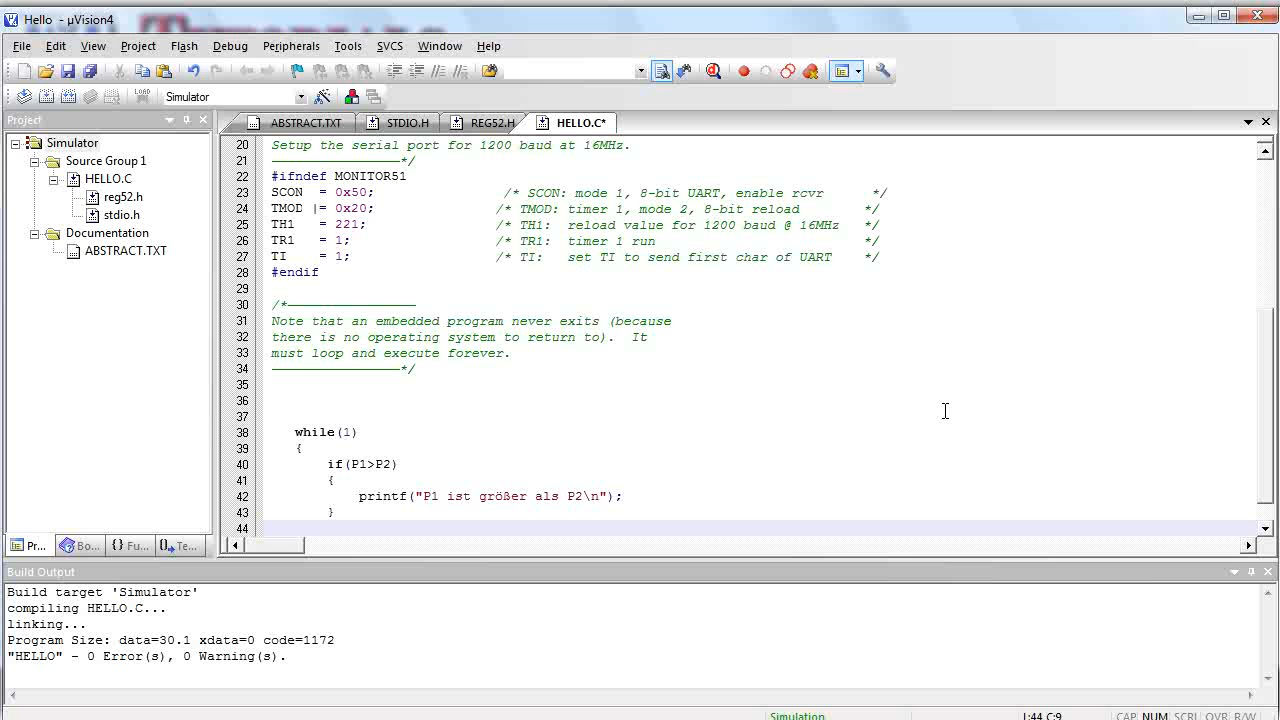 Hello - µVision4
File Edit View Project Flash Debug Peripherals Tools SVCS Window Help
LOAD Simulator
Project
ABSTRACT.TXT STDIO.H REG52.H HELLO.C*
Simulator
Source Group 1
HELLO.C
reg52.h
stdio.h
Documentation
ABSTRACT.TXT
20 Setup the serial port for 1200 baud at 16MHz.
21 ------------------------------------------------*/
22 #ifndef MONITOR51
23 SCON = 0x50; /* SCON: mode 1, 8-bit UART, enable rcvr */
24 TMOD |= 0x20; /* TMOD: timer 1, mode 2, 8-bit reload */
25 TH1 = 221; /* TH1: reload value for 1200 baud @ 16MHz */
26 TR1 = 1; /* TR1: timer 1 run */
27 TI = 1; /* TI: set TI to send first char of UART */
28 #endif
29
30 /*------------------------------------------------
31 Note that an embedded program never exits (because
32 there is no operating system to return to). It
33 must loop and execute forever.
34 ------------------------------------------------*/
35
36
37
38 while(1)
39 {
40 if(P1>P2)
41 {
42 printf("P1 ist größer als P2\n");
43 }
44
Pr... Bo... {} Fu... 0→ Te...
Build Output
Build target 'Simulator'
compiling HELLO.C...
linking...
Program Size: data=30.1 xdata=0 code=1172
"HELLO" - 0 Error(s), 0 Warning(s).
Simulation L:44 C:9 CAP NUM SCRL OVR R/W